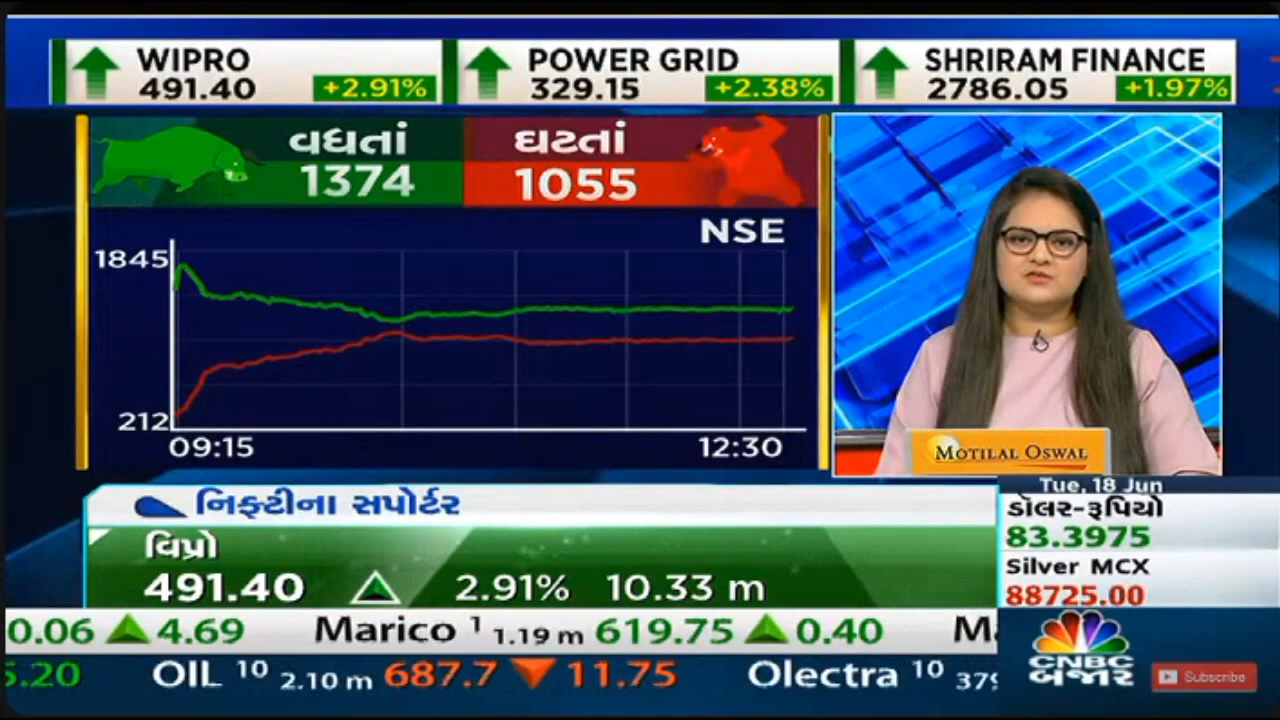 WIPRO
491.40 +2.91%
POWER GRID
329.15 +2.38%
SHRIRAM FINANCE
2786.05 +1.97%
વધતાં
1374
ઘટતાં
1055
NSE
1845
212
09:15 12:30
MOTILAL OSWAL
નિફ્ટીના સપોર્ટર
વિપ્રો
491.40 2.91% 10.33 m
Tue, 18 Jun
ડૉલર-રૂપિયો
83.3975
Silver MCX
88725.00
0.06 4.69 Marico 1 1.19 m 619.75 0.40 Ma
5.20 OIL 10 2.10 m 687.7 11.75 Olectra 10 379
CNBC
બજાર
Subscribe